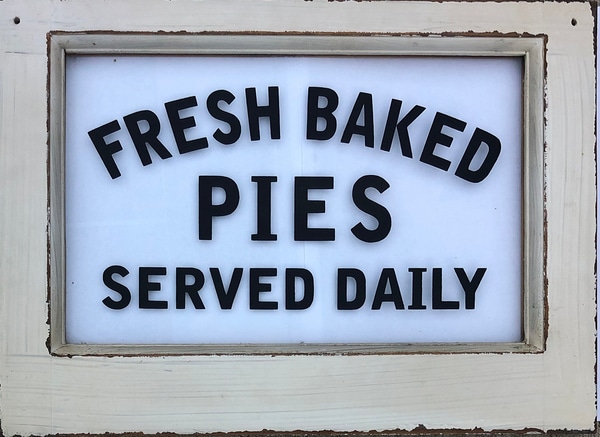 FRESH BAKED
PIES
SERVED DAILY